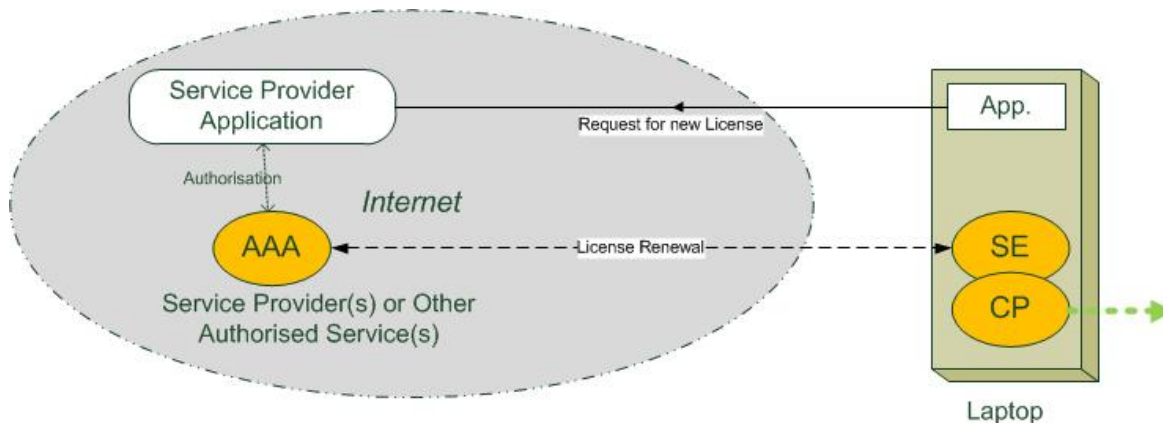 Service Provider
Application
App.
Request for new License
Authorisation
Internet
AAA
License Renewal
SE
Service Provider(s) or Other
Authorised Service(s)
CP
Laptop